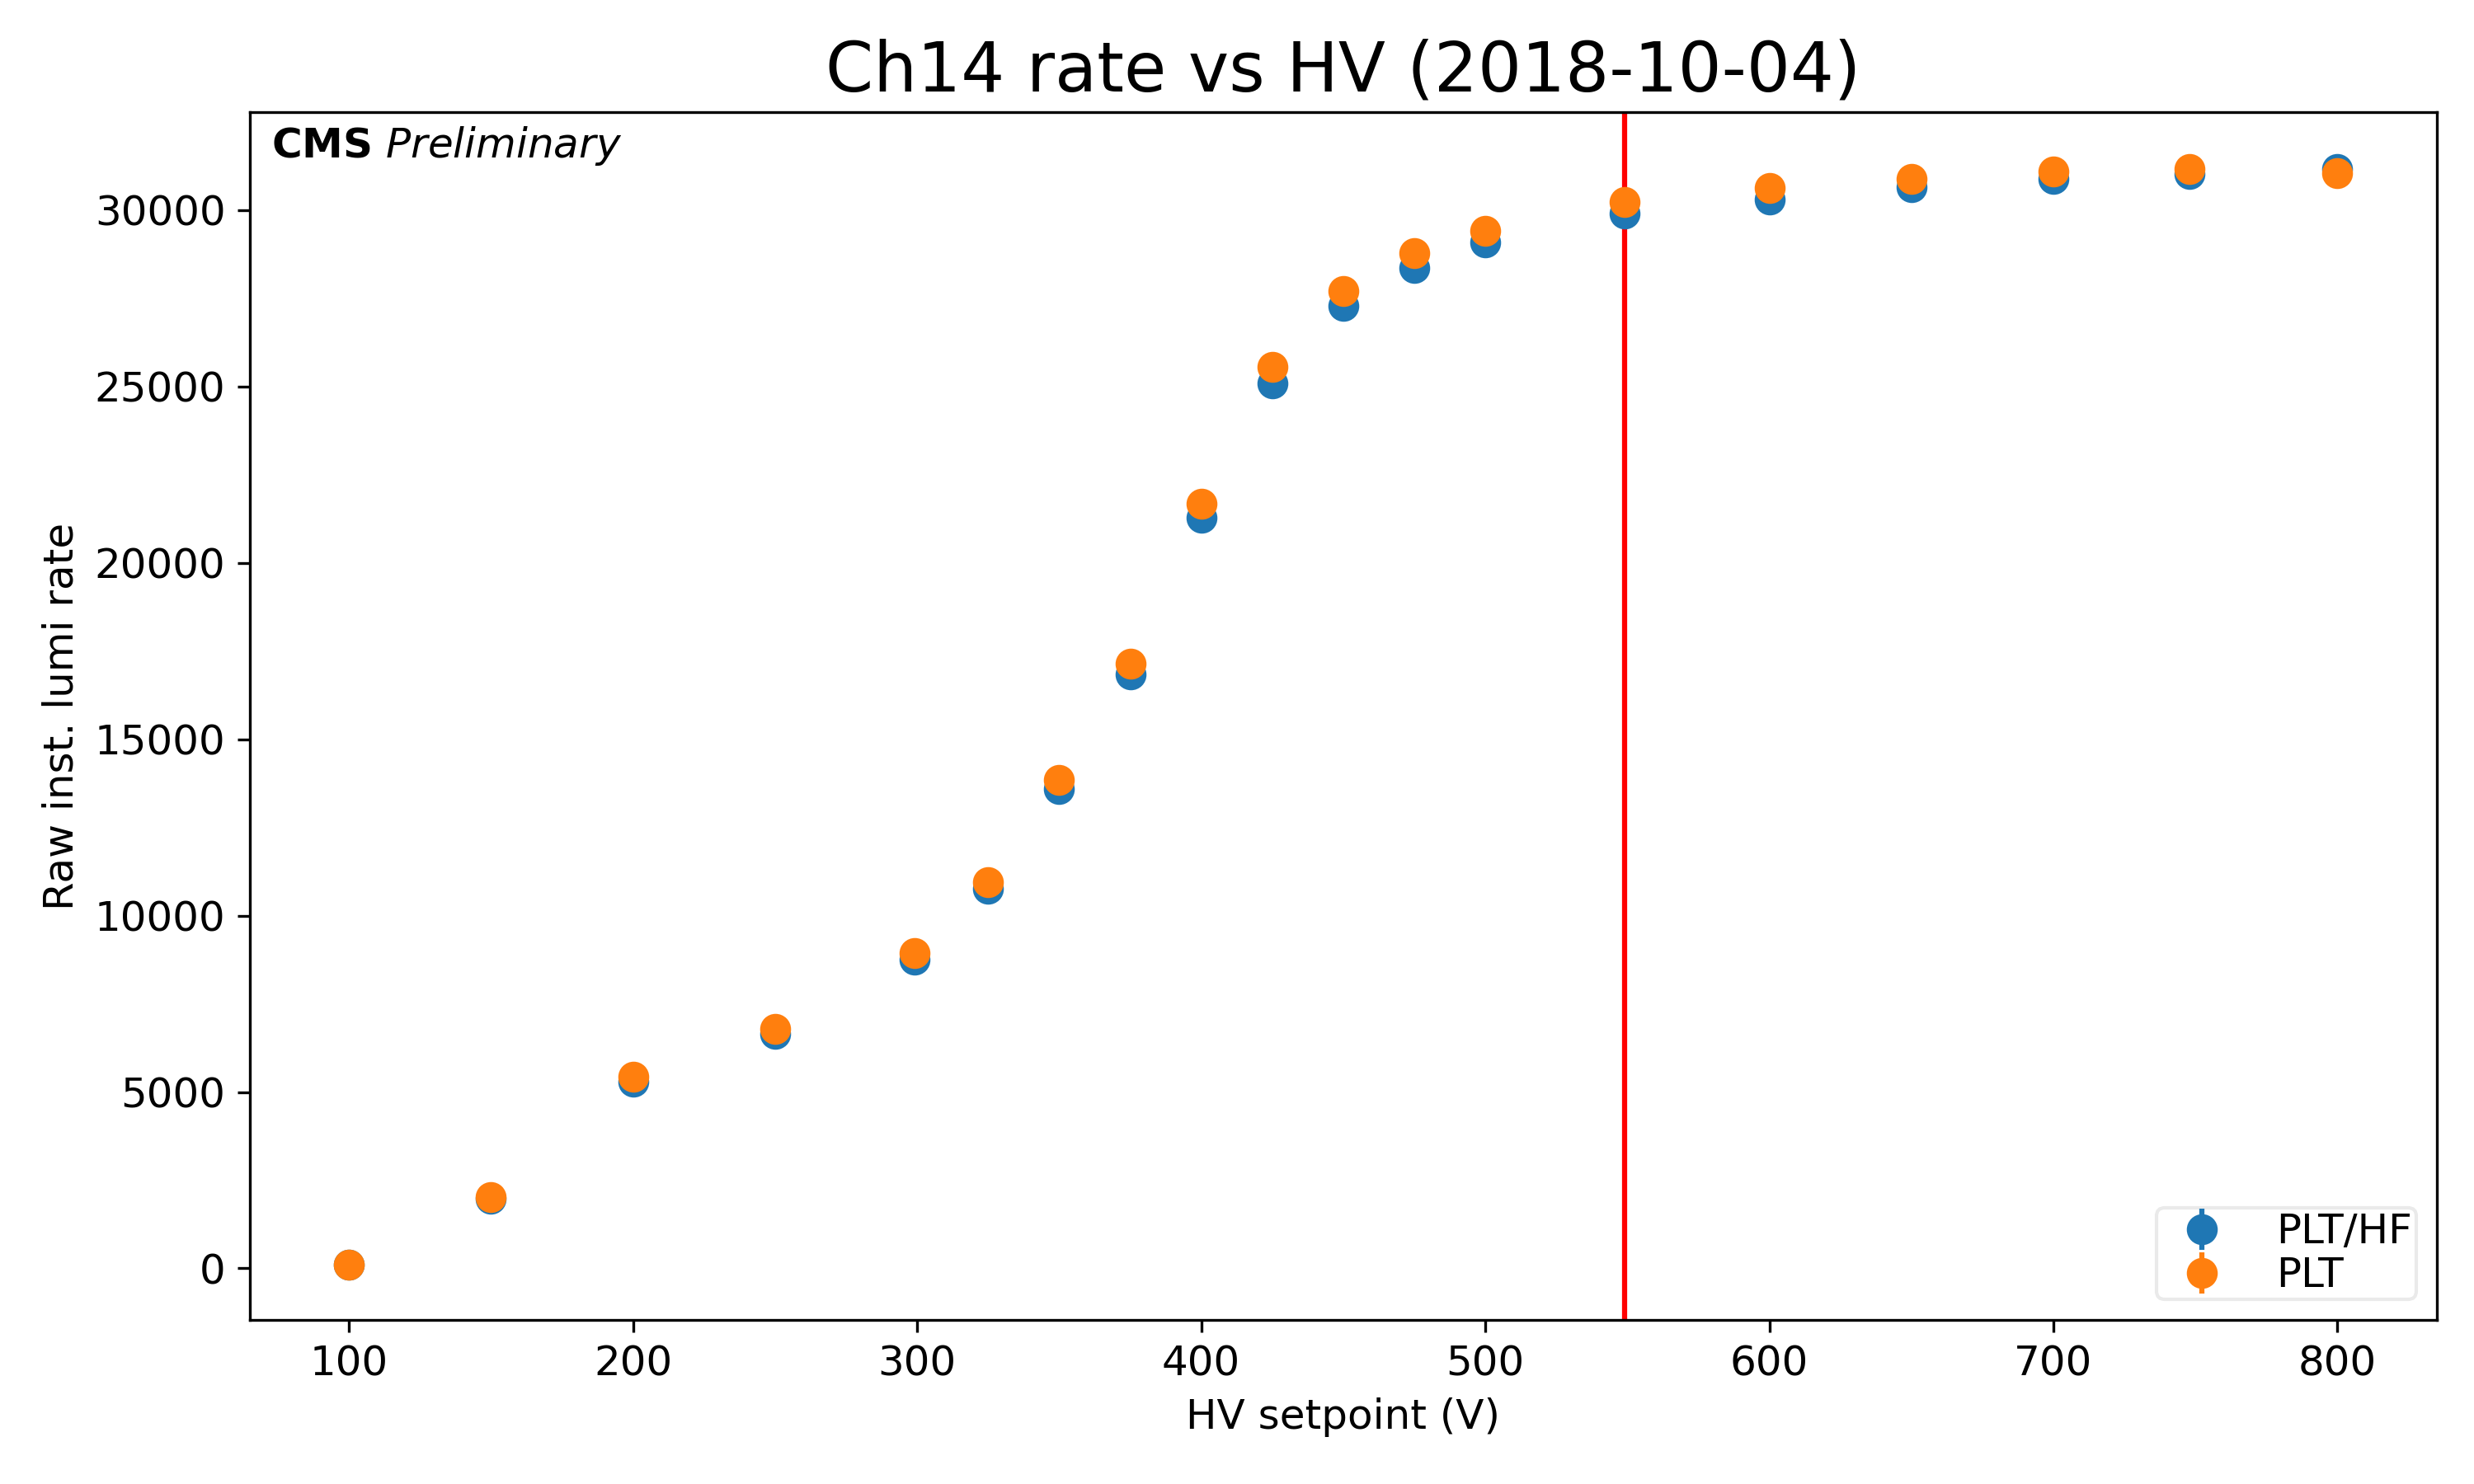 Ch14 rate vs HV (2018-10-04)
CMS Preliminary
30000
25000
20000
15000
10000
5000
0
Raw inst. lumi rate
PLT/HF
PLT
100 200 300 400 500 600 700 800
HV setpoint (V)